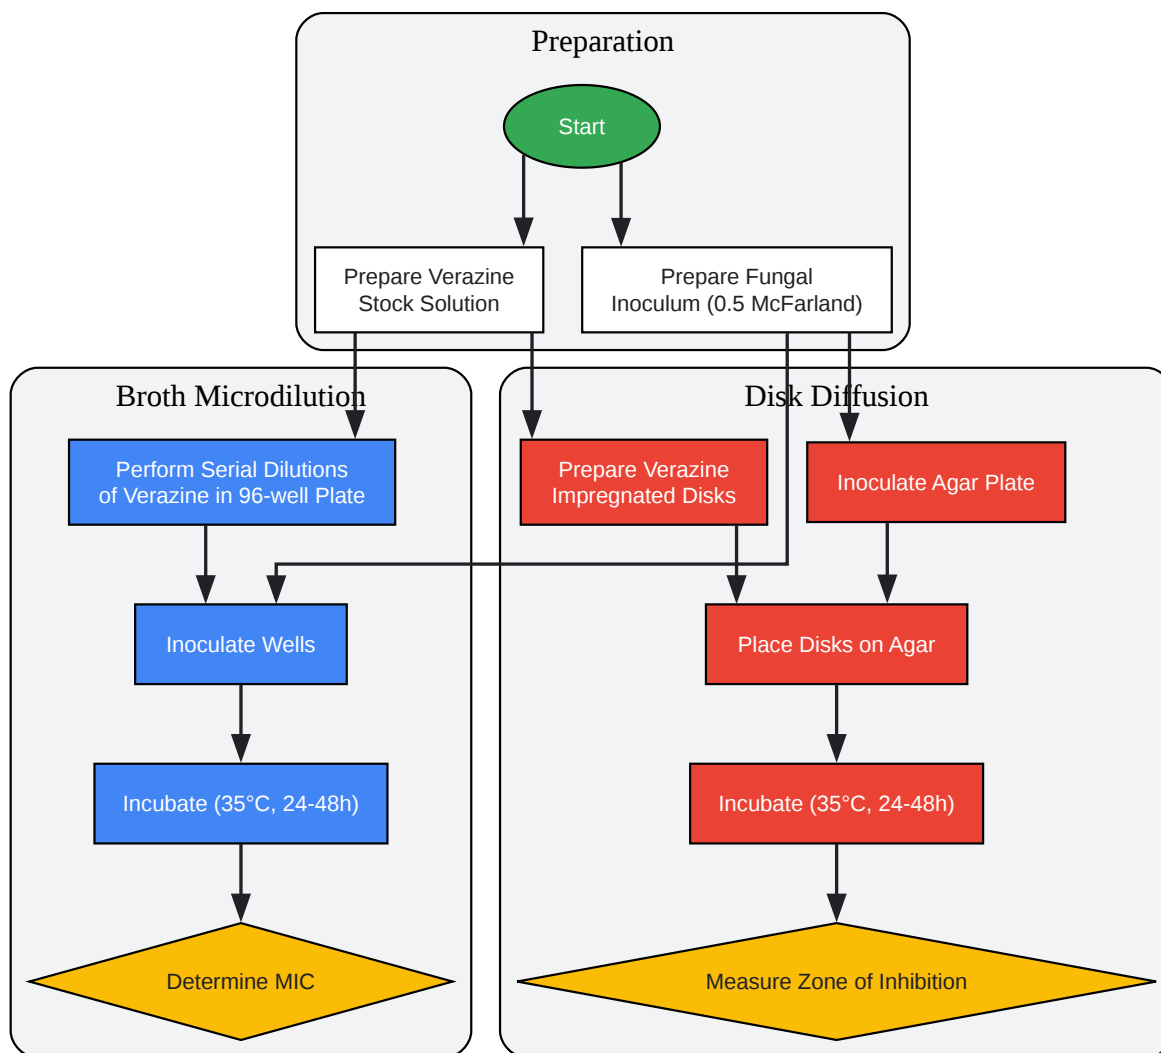 Preparation
Start
Prepare Verazine
Stock Solution
Prepare Fungal
Inoculum (0.5 McFarland)
Broth Microdilution
Perform Serial Dilutions
of Verazine in 96-well Plate
Inoculate Wells
Incubate (35°C, 24-48h)
Determine MIC
Disk Diffusion
Prepare Verazine
Impregnated Disks
Inoculate Agar Plate
Place Disks on Agar
Incubate (35°C, 24-48h)
Measure Zone of Inhibition